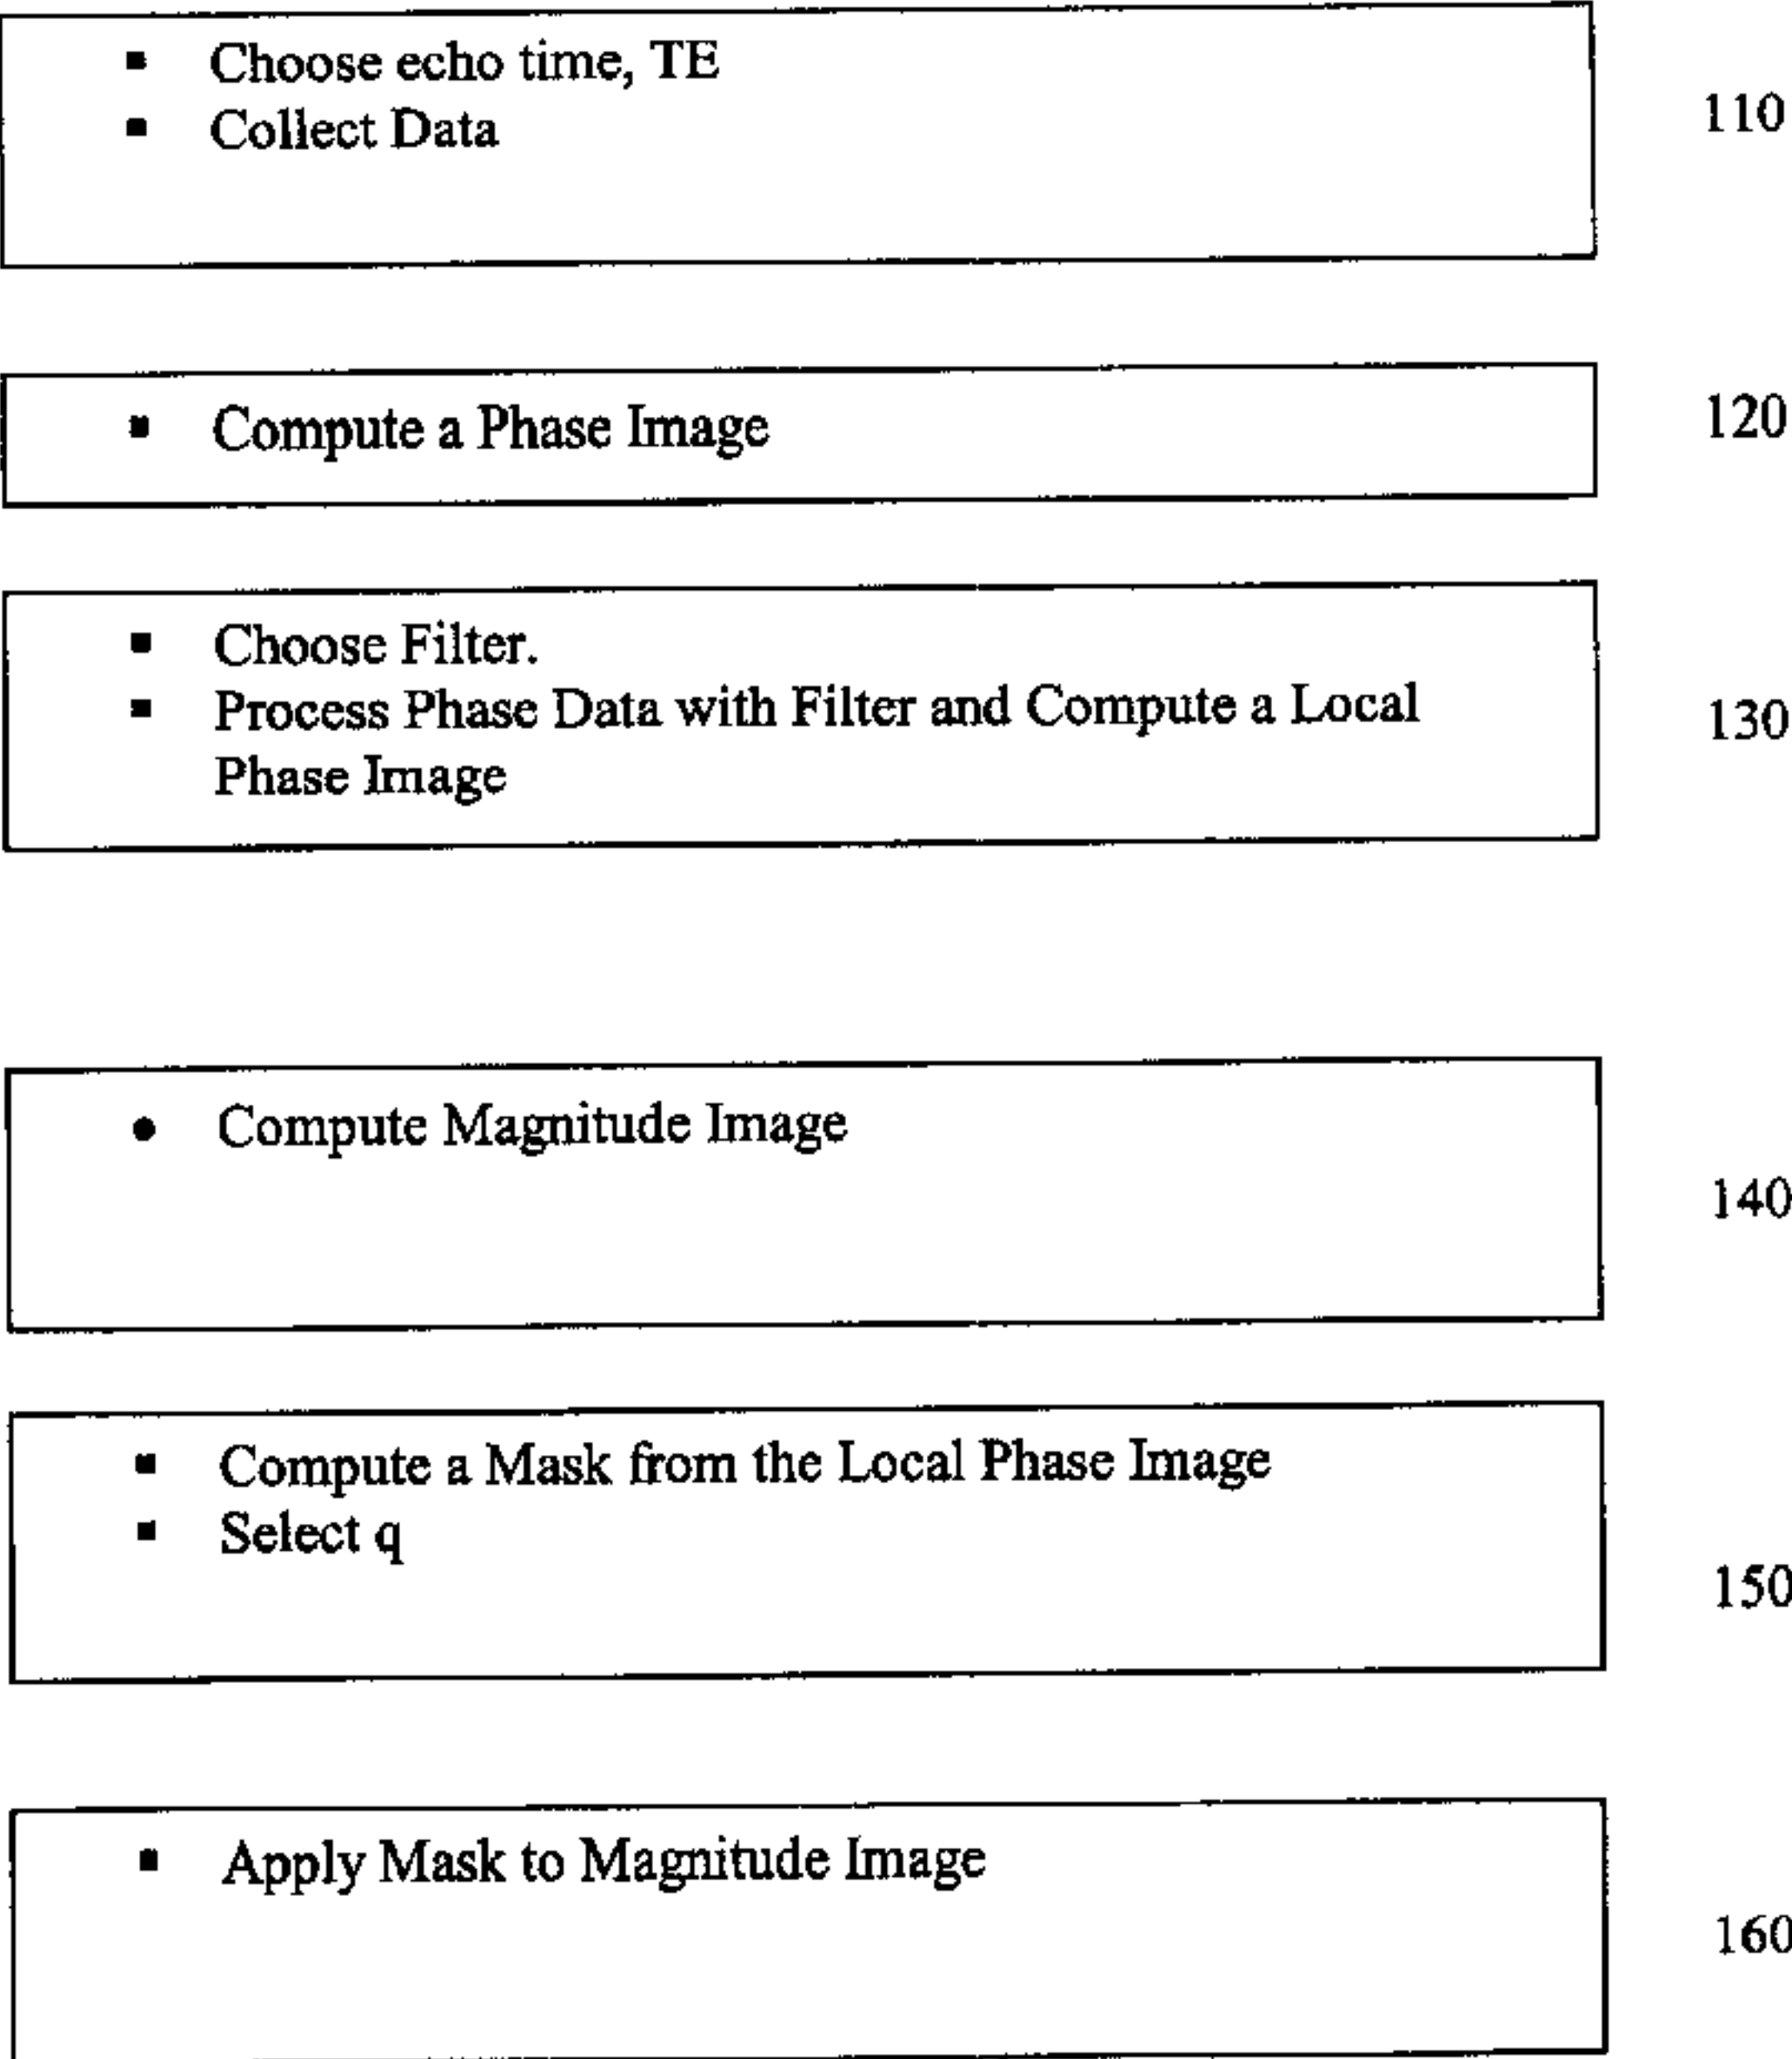 ▪ Choose echo time, TE
▪ Collect Data
110
▪ Compute a Phase Image
120
▪ Choose Filter.
▪ Process Phase Data with Filter and Compute a Local
Phase Image
130
• Compute Magnitude Image
140
▪ Compute a Mask from the Local Phase Image
▪ Select q
150
▪ Apply Mask to Magnitude Image
160